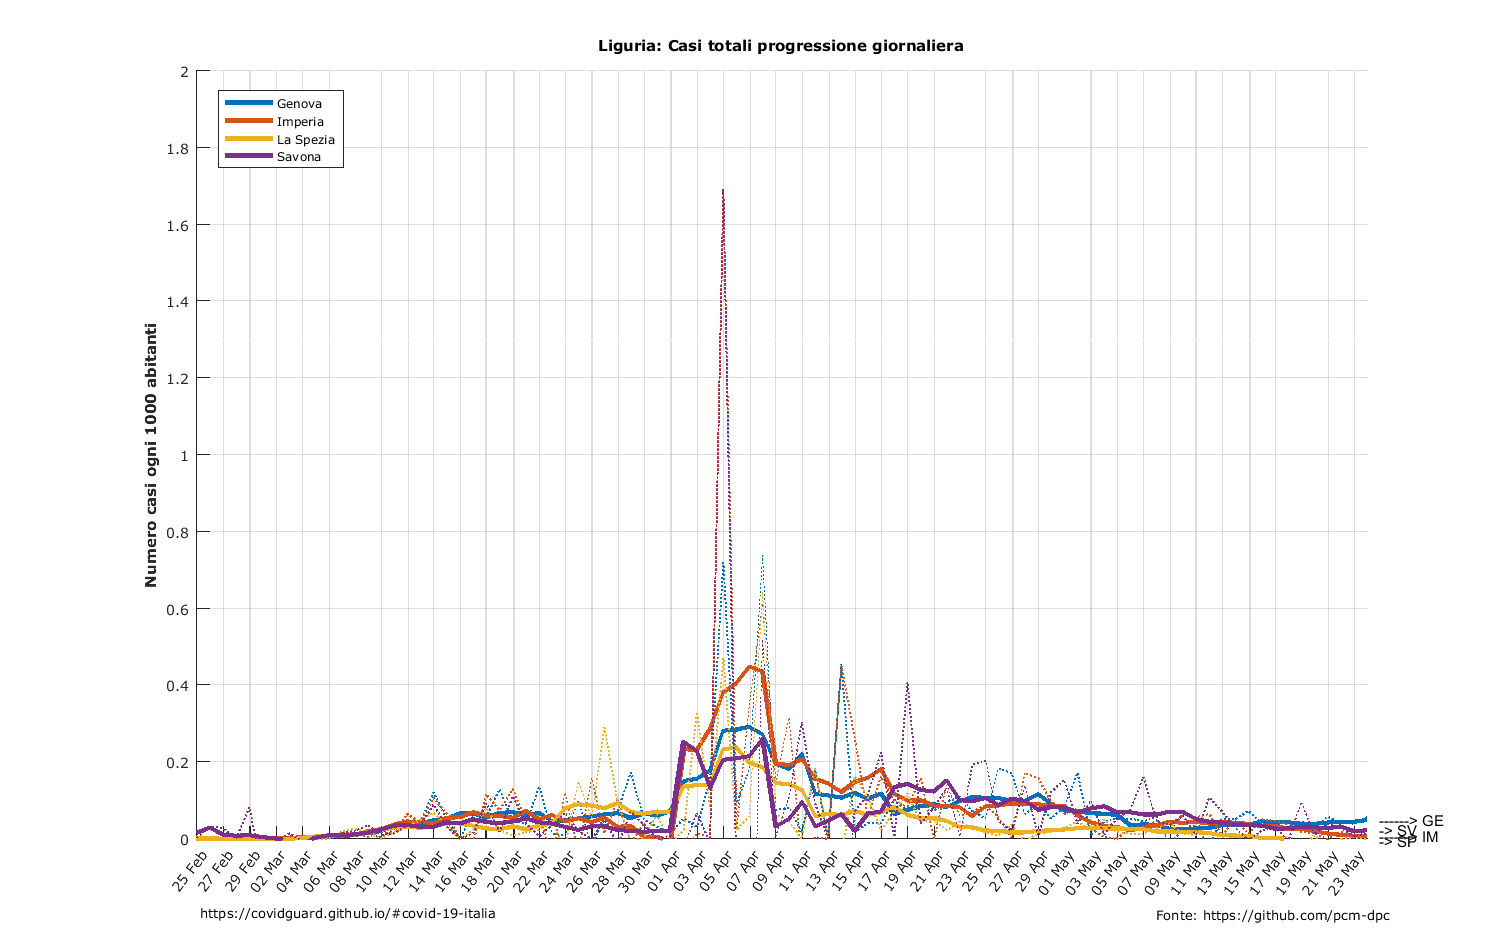 Liguria: Casi totali progressione giornaliera
Numero casi ogni 1000 abitanti
2
1.8
1.6
1.4
1.2
1
0.8
0.6
0.4
0.2
0
Genova
Imperia
La Spezia
Savona
25 Feb
27 Feb
29 Feb
02 Mar
04 Mar
06 Mar
08 Mar
10 Mar
12 Mar
14 Mar
16 Mar
18 Mar
20 Mar
22 Mar
24 Mar
26 Mar
28 Mar
30 Mar
01 Apr
03 Apr
05 Apr
07 Apr
09 Apr
11 Apr
13 Apr
15 Apr
17 Apr
19 Apr
21 Apr
23 Apr
25 Apr
27 Apr
29 Apr
01 May
03 May
05 May
07 May
09 May
11 May
13 May
15 May
17 May
19 May
21 May
23 May
------> GE
-> SV
------> IM
-> SP
https://covidguard.github.io/#covid-19-italia
Fonte: https://github.com/pcm-dpc